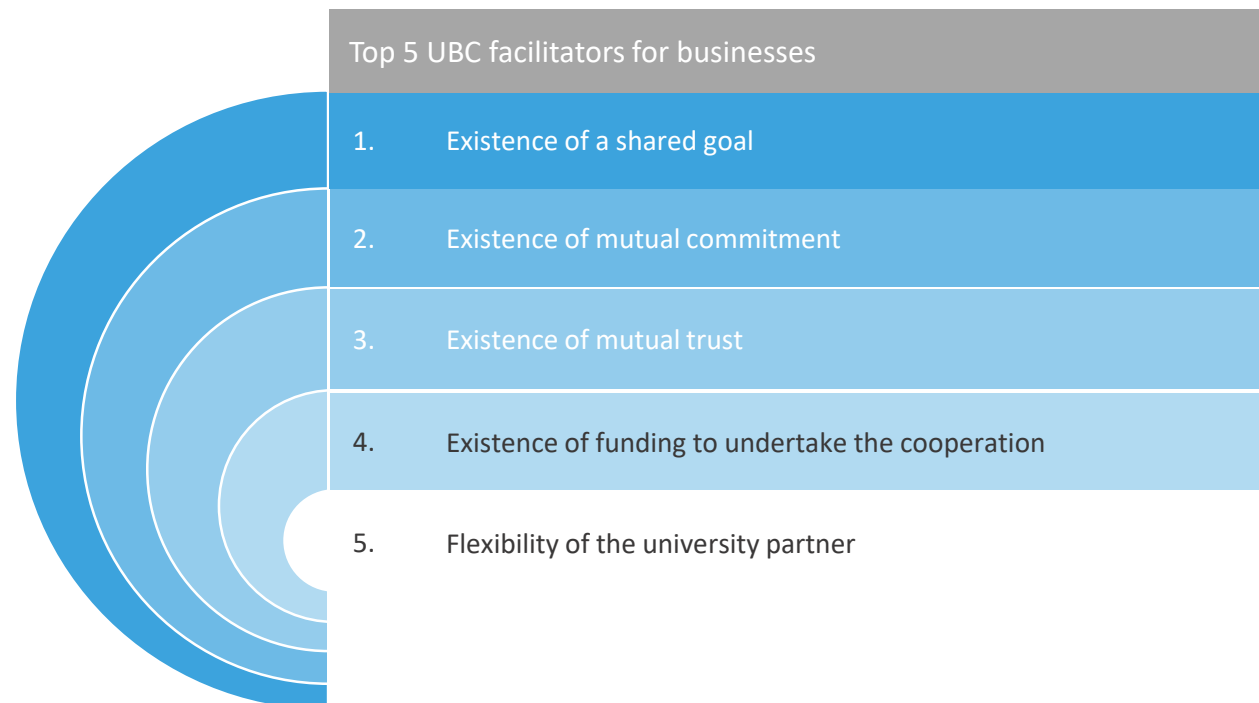 Top 5 UBC facilitators for businesses
1. Existence of a shared goal
2. Existence of mutual commitment
3. Existence of mutual trust
4. Existence of funding to undertake the cooperation
5. Flexibility of the university partner